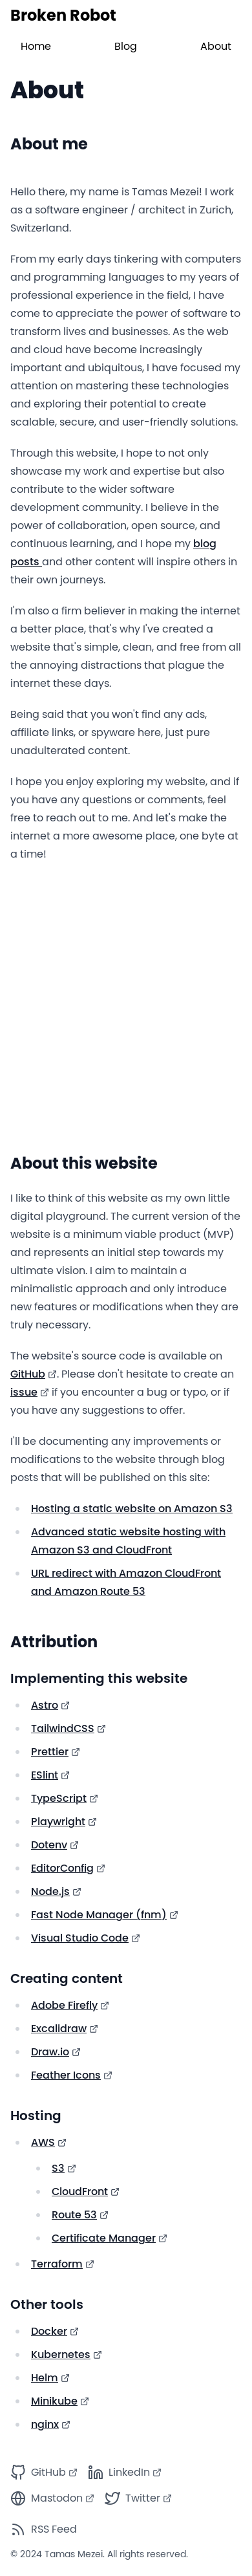 Broken Robot
Home
Blog
About
About
About me
Hello there, my name is Tamas Mezei! I work
as a software engineer / architect in Zurich,
Switzerland.
From my early days tinkering with computers
and programming languages to my years of
professional experience in the field, I have
come to appreciate the power of software to
transform lives and businesses. As the web
and cloud have become increasingly
important and ubiquitous, I have focused my
attention on mastering these technologies
and exploring their potential to create
scalable, secure, and user-friendly solutions.
Through this website, I hope to not only
showcase my work and expertise but also
contribute to the wider software
development community. I believe in the
power of collaboration, open source, and
continuous learning, and I hope my blog
posts and other content will inspire others in
their own journeys.
I'm also a firm believer in making the internet
a better place, that's why I've created a
website that's simple, clean, and free from all
the annoying distractions that plague the
internet these days.
Being said that you won't find any ads,
affiliate links, or spyware here, just pure
unadulterated content.
I hope you enjoy exploring my website, and if
you have any questions or comments, feel
free to reach out to me. And let's make the
internet a more awesome place, one byte at
a time!
About this website
I like to think of this website as my own little
digital playground. The current version of the
website is a minimum viable product (MVP)
and represents an initial step towards my
ultimate vision. I aim to maintain a
minimalistic approach and only introduce
new features or modifications when they are
truly necessary.
The website's source code is available on
GitHub. Please don't hesitate to create an
issue if you encounter a bug or typo, or if
you have any suggestions to offer.
I'll be documenting any improvements or
modifications to the website through blog
posts that will be published on this site:
Hosting a static website on Amazon S3
Advanced static website hosting with
Amazon S3 and CloudFront
URL redirect with Amazon CloudFront
and Amazon Route 53
Attribution
Implementing this website
Astro
TailwindCSS
Prettier
ESlint
TypeScript
Playwright
Dotenv
EditorConfig
Node.js
Fast Node Manager (fnm)
Visual Studio Code
Creating content
Adobe Firefly
Excalidraw
Draw.io
Feather Icons
Hosting
AWS
S3
CloudFront
Route 53
Certificate Manager
Terraform
Other tools
Docker
Kubernetes
Helm
Minikube
nginx
GitHub LinkedIn
Mastodon Twitter
RSS Feed
© 2024 Tamas Mezei. All rights reserved.